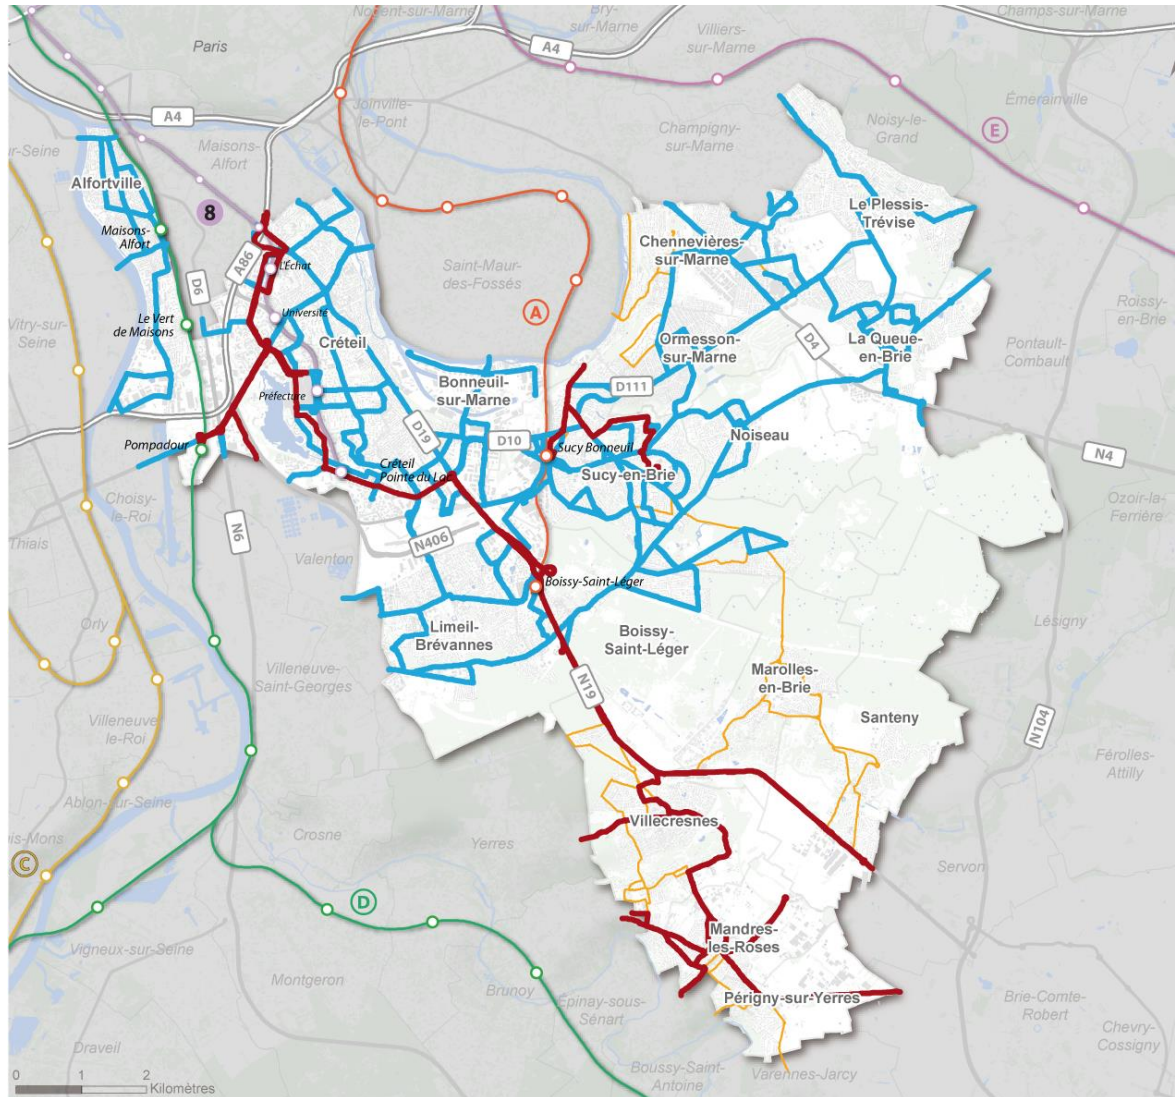 Nogent-sur-Marne
Bry-
sur-Marne
Villiers-
sur-Marne
Champs-sur-Marne
Paris
A4
A4
Joinville-
le-Pont
Champigny-
sur-Marne
Noisy-le-
Grand
Émerainville
E
Maisons-
Alfort
-sur-Seine
Alfortville
8
Maisons-
Alfort
A86
L'Échat
D6
Le Plessis-
Trévise
Chennevières-
sur-Marne
Saint-Maur-
des-Fossés
Roissy-
en-Brie
Vitry-sur-
Seine
Le Vert
de Maisons
Université
Créteil
A
Ormesson-
sur-Marne
D4
La Queue-
en-Brie
Pontault-
Combault
Bonneuil-
sur-Marne
D111
Préfecture
D19
D10
Noiseau
Pompadour
Sucy Bonneuil
Créteil
Pointe du Lac
Sucy-en-Brie
N4
Choisy-
le-Roi
Ozoir-la-
Ferrière
Thiais
N6
Valenton
N406
Boissy-Saint-Léger
Orly
Limeil-
Brévannes
Boissy-
Saint-Léger
Lésigny
Villeneuve-
Saint-Georges
N19
Marolles-
en-Brie
Santeny
Villeneuve-
le-Roi
N104
Férolles-
Attilly
Ablon-sur-Seine
Villecresnes
Crosne
Yerres
-is-Mons
C
Servon
D
Mandres-
les-Roses
Vigneux-sur-Seine
Montgeron
Brunoy
Épinay-sous-
Sénart
Périgny-sur-Yerres
Brie-Comte-
Robert
Chevry-
Cossigny
Draveil
Boussy-Saint-
Antoine
Varennes-Jarcy
0 1 2
Kilomètres